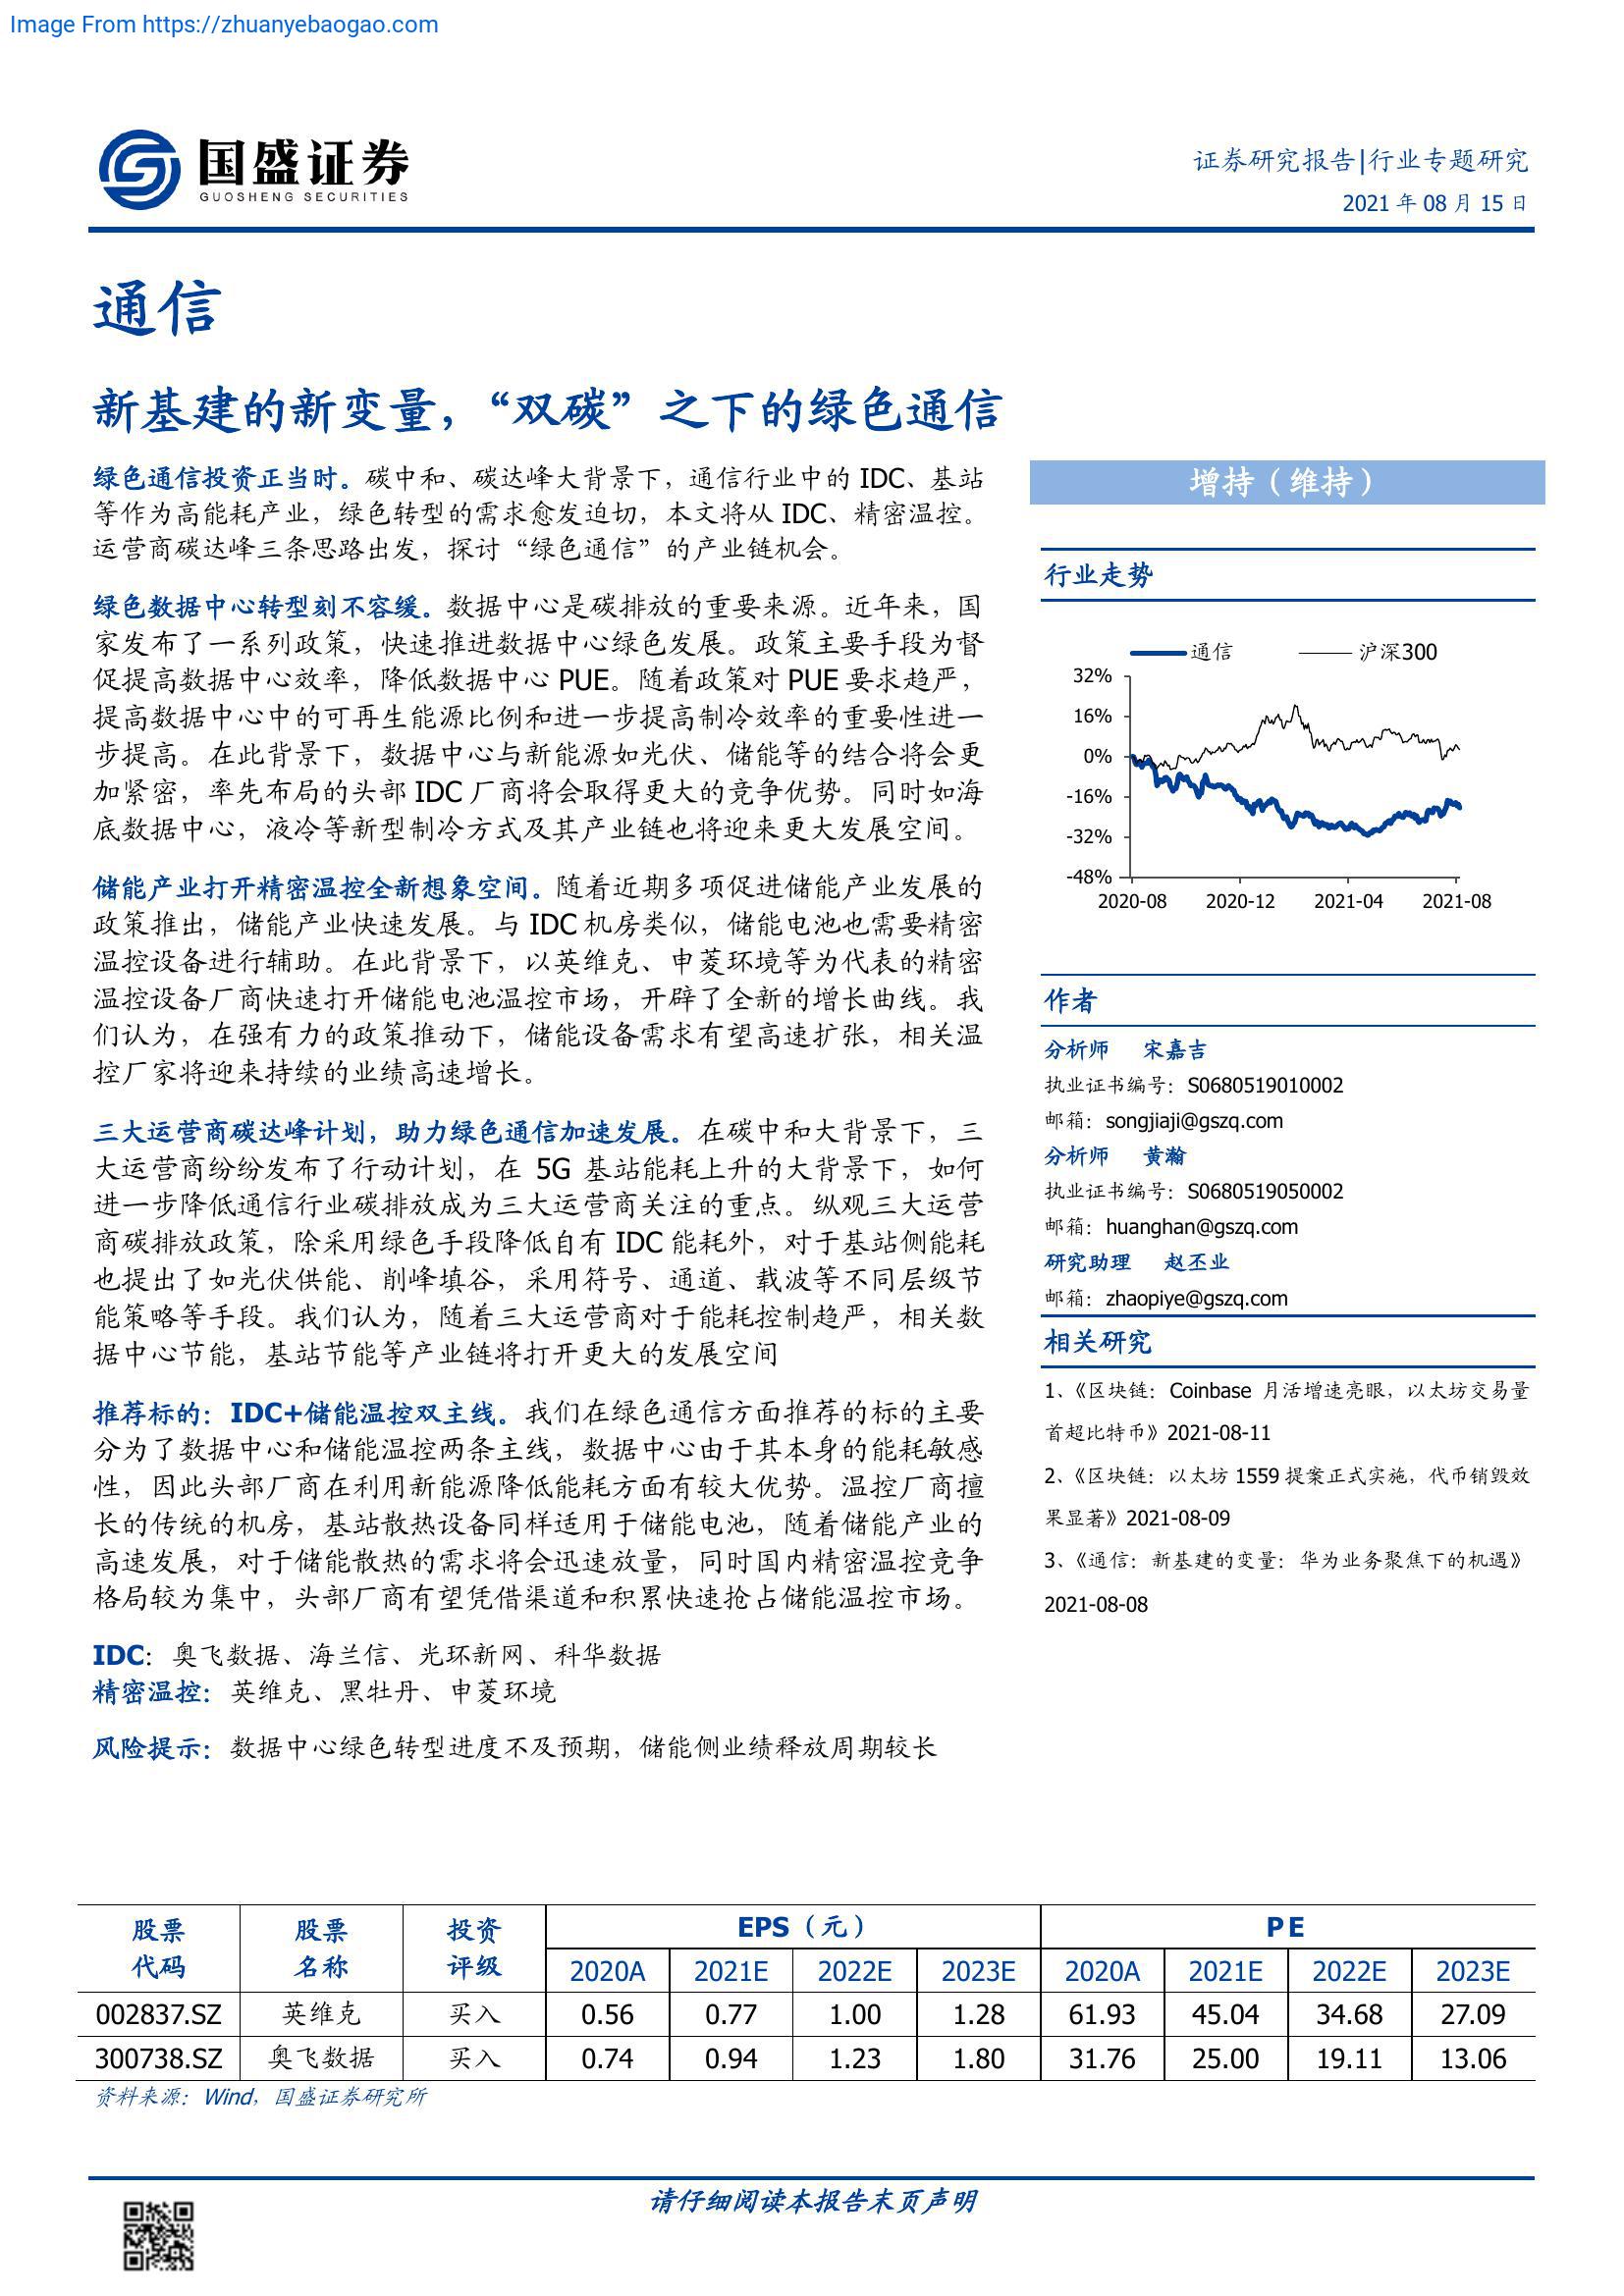 Image From https://zhuanyebaogao.com
国盛证券
GUOSHENG SECURITIES
证券研究报告|行业专题研究
2021 年 08 月 15 日
通信
新基建的新变量，“双碳”之下的绿色通信
绿色通信投资正当时。碳中和、碳达峰大背景下，通信行业中的 IDC、基站
等作为高能耗产业，绿色转型的需求愈发迫切，本文将从 IDC、精密温控。
运营商碳达峰三条思路出发，探讨“绿色通信”的产业链机会。
绿色数据中心转型刻不容缓。数据中心是碳排放的重要来源。近年来，国
家发布了一系列政策，快速推进数据中心绿色发展。政策主要手段为督
促提高数据中心效率，降低数据中心 PUE。随着政策对 PUE 要求趋严，
提高数据中心中的可再生能源比例和进一步提高制冷效率的重要性进一
步提高。在此背景下，数据中心与新能源如光伏、储能等的结合将会更
加紧密，率先布局的头部 IDC 厂商将会取得更大的竞争优势。同时如海
底数据中心，液冷等新型制冷方式及其产业链也将迎来更大发展空间。
储能产业打开精密温控全新想象空间。随着近期多项促进储能产业发展的
政策推出，储能产业快速发展。与 IDC 机房类似，储能电池也需要精密
温控设备进行辅助。在此背景下，以英维克、申菱环境等为代表的精密
温控设备厂商快速打开储能电池温控市场，开辟了全新的增长曲线。我
们认为，在强有力的政策推动下，储能设备需求有望高速扩张，相关温
控厂家将迎来持续的业绩高速增长。
三大运营商碳达峰计划，助力绿色通信加速发展。在碳中和大背景下，三
大运营商纷纷发布了行动计划，在 5G 基站能耗上升的大背景下，如何
进一步降低通信行业碳排放成为三大运营商关注的重点。纵观三大运营
商碳排放政策，除采用绿色手段降低自有 IDC 能耗外，对于基站侧能耗
也提出了如光伏供能、削峰填谷，采用符号、通道、载波等不同层级节
能策略等手段。我们认为，随着三大运营商对于能耗控制趋严，相关数
据中心节能，基站节能等产业链将打开更大的发展空间
推荐标的：IDC+储能温控双主线。我们在绿色通信方面推荐的标的主要
分为了数据中心和储能温控两条主线，数据中心由于其本身的能耗敏感
性，因此头部厂商在利用新能源降低能耗方面有较大优势。温控厂商擅
长的传统的机房，基站散热设备同样适用于储能电池，随着储能产业的
高速发展，对于储能散热的需求将会迅速放量，同时国内精密温控竞争
格局较为集中，头部厂商有望凭借渠道和积累快速抢占储能温控市场。
IDC：奥飞数据、海兰信、光环新网、科华数据
精密温控：英维克、黑牡丹、申菱环境
风险提示：数据中心绿色转型进度不及预期，储能侧业绩释放周期较长
增持（维持）
行业走势
通信 沪深300
32%
16%
0%
-16%
-32%
-48%
2020-08 2020-12 2021-04 2021-08
作者
分析师 宋嘉吉
执业证书编号：S0680519010002
邮箱：songjiaji@gszq.com
分析师 黄瀚
执业证书编号：S0680519050002
邮箱：huanghan@gszq.com
研究助理 赵丕业
邮箱：zhaopiye@gszq.com
相关研究
1、《区块链：Coinbase 月活增速亮眼，以太坊交易量
首超比特币》2021-08-11
2、《区块链：以太坊 1559 提案正式实施，代币销毁效
果显著》2021-08-09
3、《通信：新基建的变量：华为业务聚焦下的机遇》
2021-08-08
股票 股票 投资 EPS（元） PE
代码 名称 评级 2020A 2021E 2022E 2023E 2020A 2021E 2022E 2023E
002837.SZ 英维克 买入 0.56 0.77 1.00 1.28 61.93 45.04 34.68 27.09
300738.SZ 奥飞数据 买入 0.74 0.94 1.23 1.80 31.76 25.00 19.11 13.06
资料来源：Wind，国盛证券研究所
请仔细阅读本报告末页声明